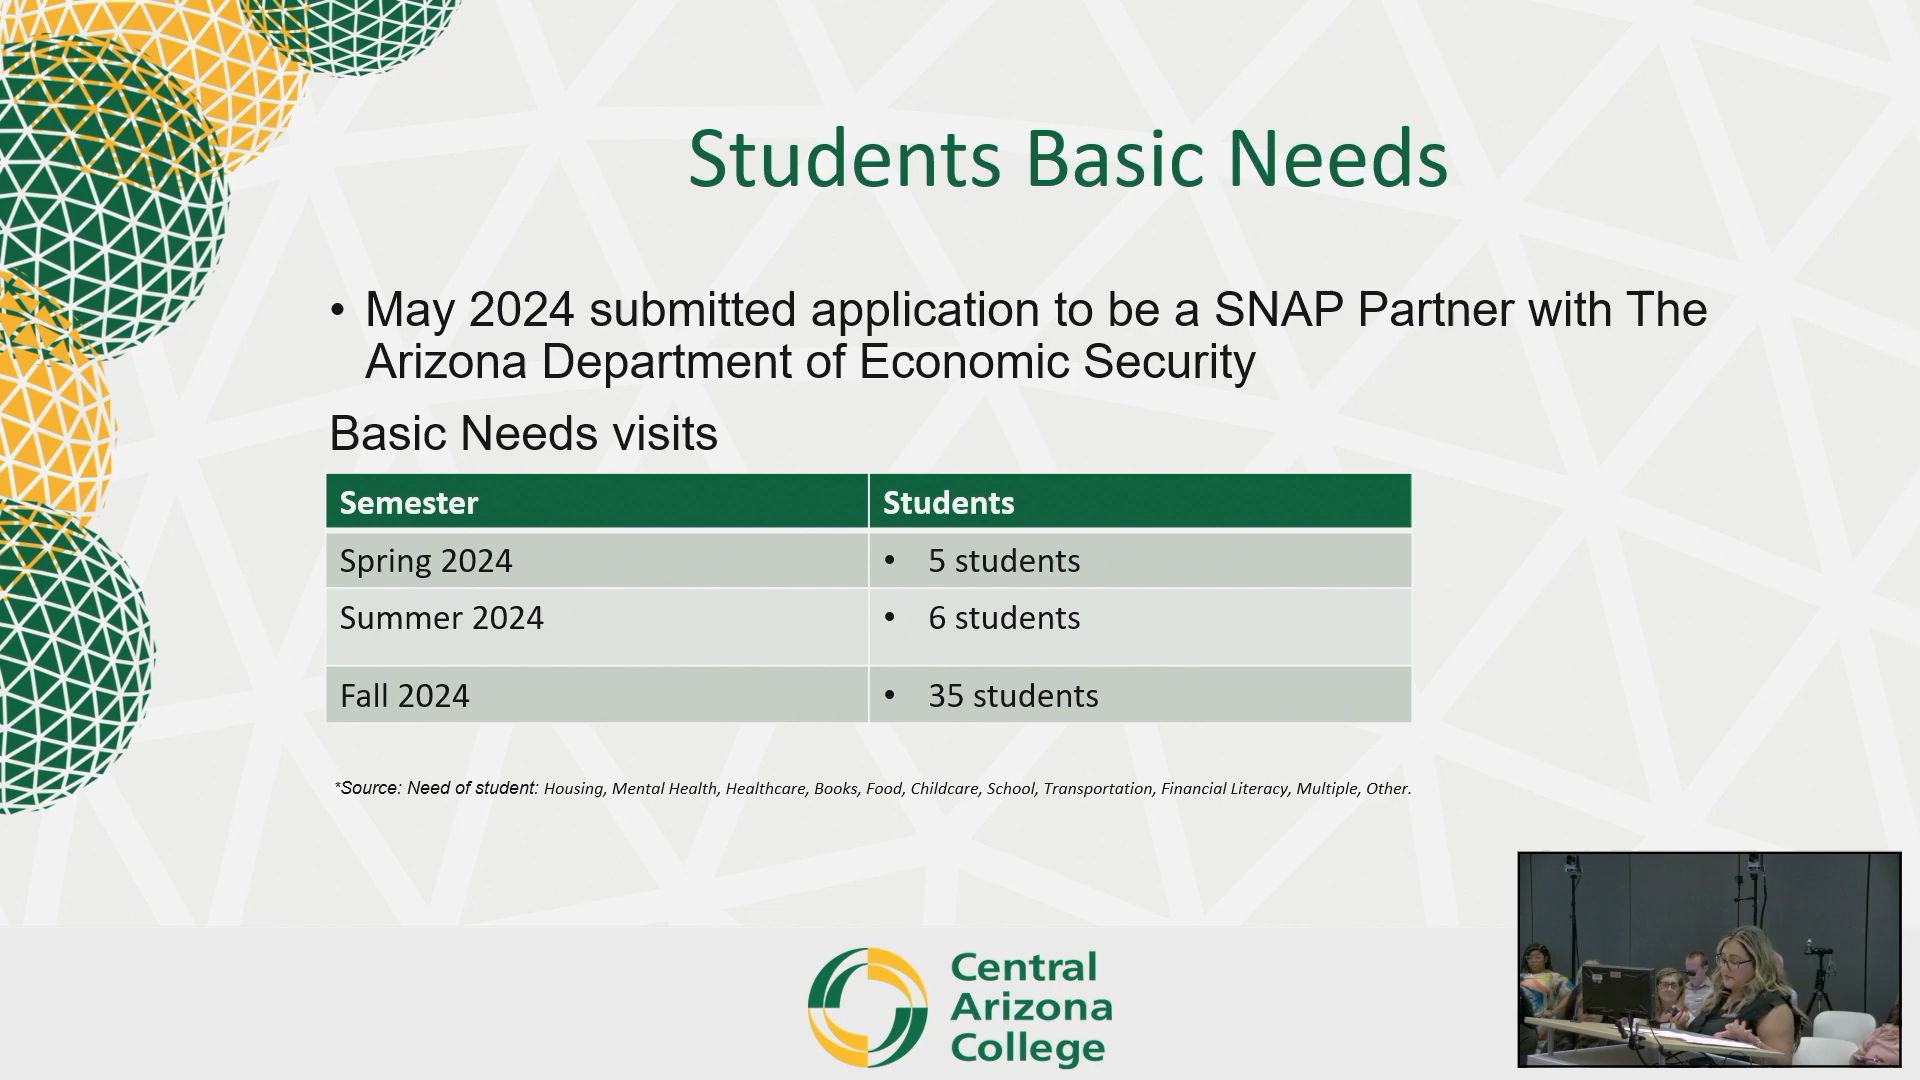 Students Basic Needs
• May 2024 submitted application to be a SNAP Partner with The
Arizona Department of Economic Security
Basic Needs visits
Semester Students
Spring 2024 • 5 students
Summer 2024 • 6 students
Fall 2024 • 35 students
*Source: Need of student: Housing, Mental Health, Healthcare, Books, Food, Childcare, School, Transportation, Financial Literacy, Multiple, Other.
Central
Arizona
College